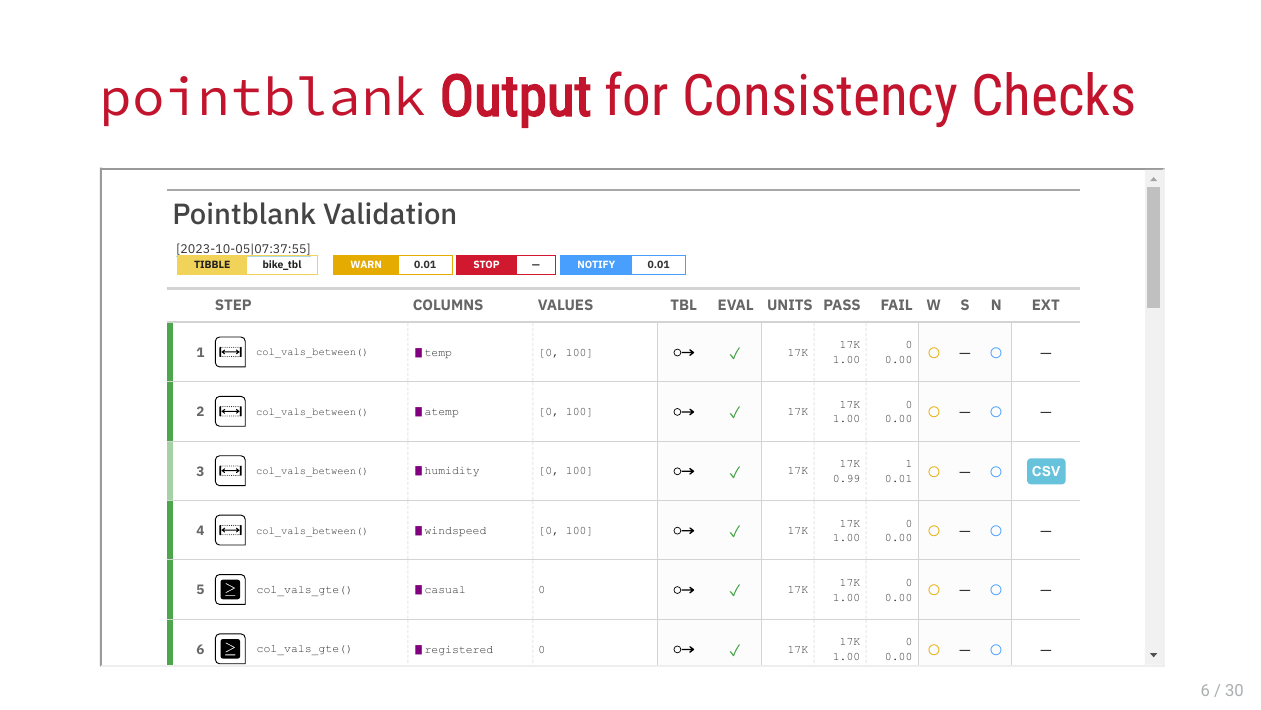 pointblank Output for Consistency Checks
Pointblank Validation
[2023-10-05|07:37:55]
TIBBLE bike_tbl WARN 0.01 STOP — NOTIFY 0.01
STEP COLUMNS VALUES TBL EVAL UNITS PASS FAIL W S N EXT
1 col_vals_between() temp [0, 100] ✓ 17K 17K 0 — —
1.00 0.00
2 col_vals_between() atemp [0, 100] ✓ 17K 17K 0 — —
1.00 0.00
3 col_vals_between() humidity [0, 100] ✓ 17K 17K 1 — CSV
0.99 0.01
4 col_vals_between() windspeed [0, 100] ✓ 17K 17K 0 — —
1.00 0.00
5 col_vals_gte() casual 0 ✓ 17K 17K 0 — —
1.00 0.00
6 col_vals_gte() registered 0 ✓ 17K 17K 0 — —
1.00 0.00
6 / 30